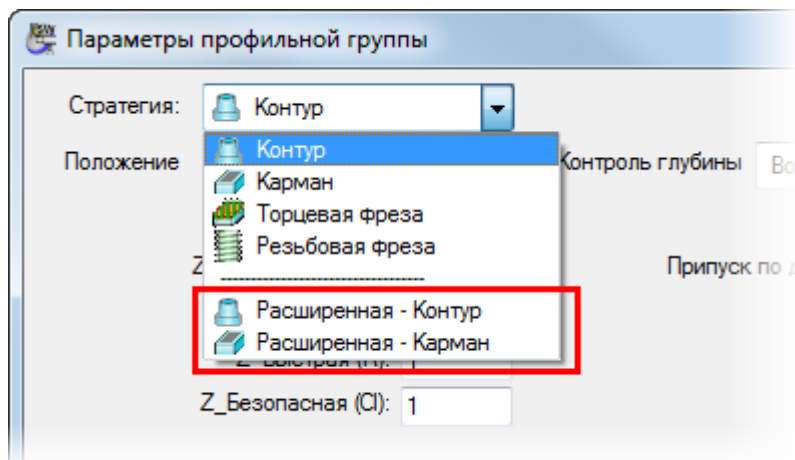 Параметры профильной группы
Стратегия: Контур
Контур
Положение Контроль глубины
Карман
Торцевая фреза
Резьбовая фреза
Z Припуск по
--------------------------------
Расширенная - Контур
Расширенная - Карман
1
Z_Безопасная (Cl): 1